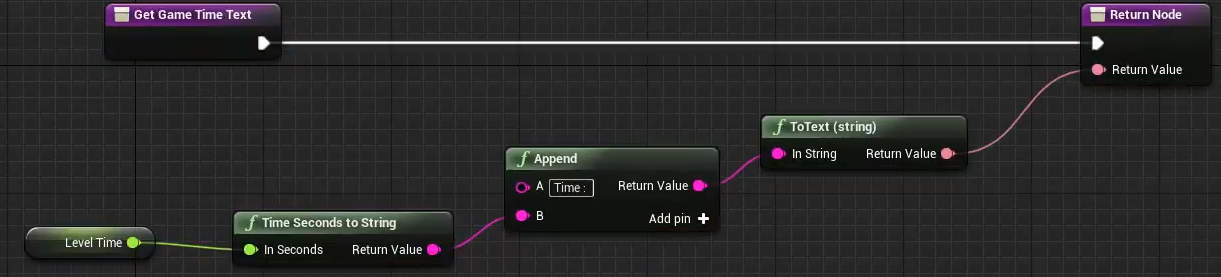 Get Game Time Text
Return Node
Return Value
ToText (string)
In String Return Value
Append
A Time : Return Value
B
Add pin
Time Seconds to String
Level Time
In Seconds Return Value